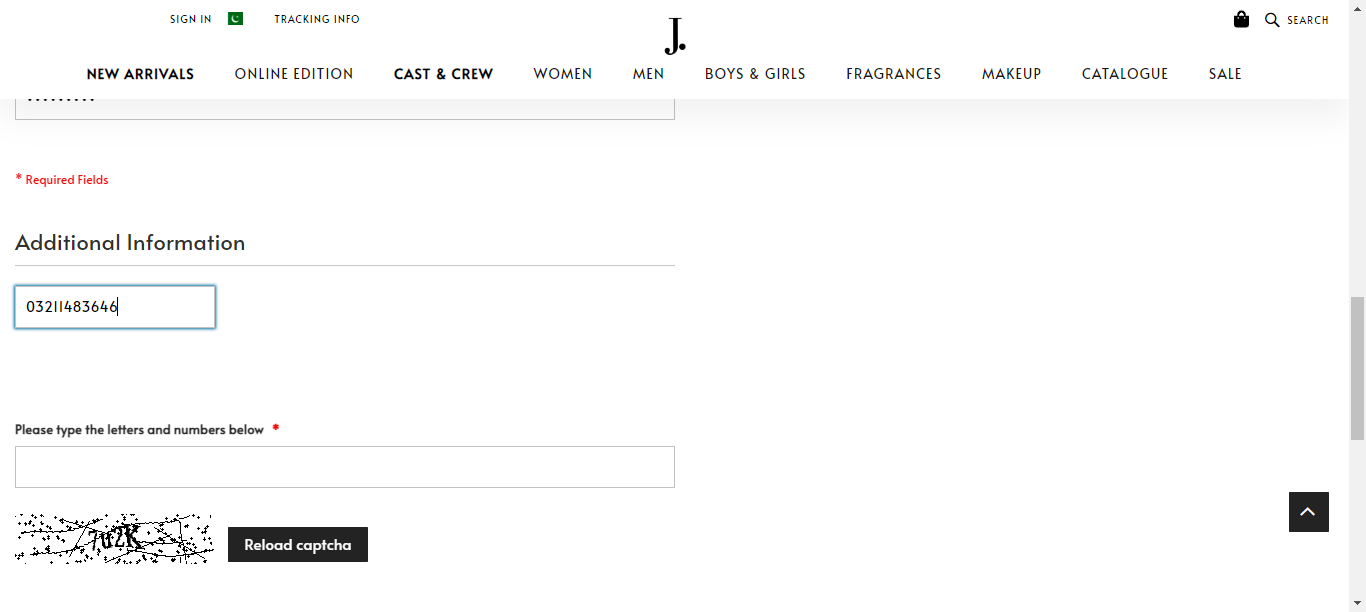 SIGN IN TRACKING INFO SEARCH
J.
NEW ARRIVALS ONLINE EDITION CAST & CREW WOMEN MEN BOYS & GIRLS FRAGRANCES MAKEUP CATALOGUE SALE
* Required Fields
Additional Information
03211483646
Please type the letters and numbers below *
Reload captcha